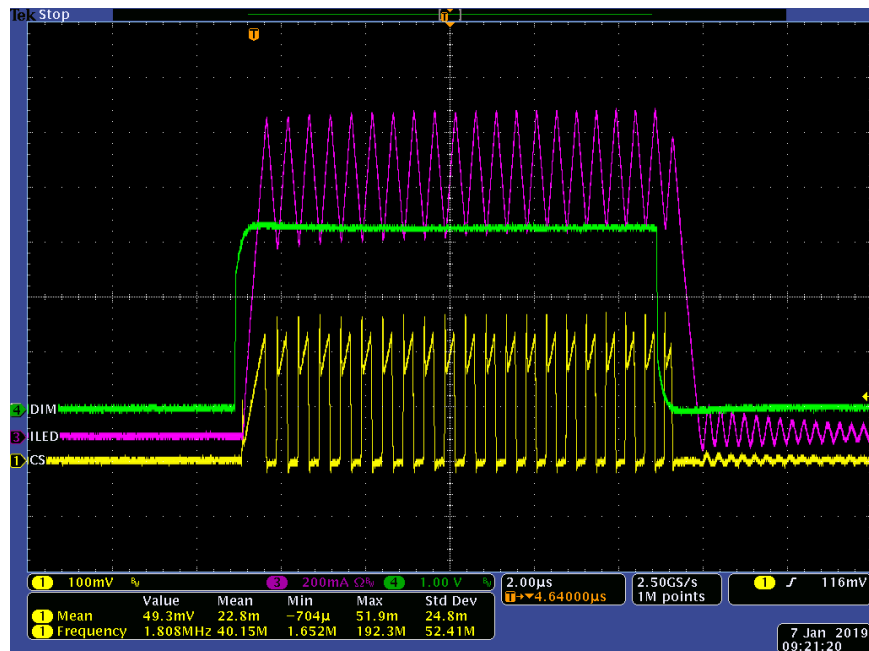 Tek Stop
T
T
4 DIM
3 ILED
1 CS
1 100mV 3 200mA Ω 4 1.00 V
2.00µs
T→▼4.64000µs
2.50GS/s
1M points
1 ∫ 116mV
Value Mean Min Max Std Dev
1 Mean 49.3mV 22.8m −704µ 51.9m 24.8m
1 Frequency 1.808MHz 40.15M 1.652M 192.3M 52.41M
7 Jan 2019
09:21:20